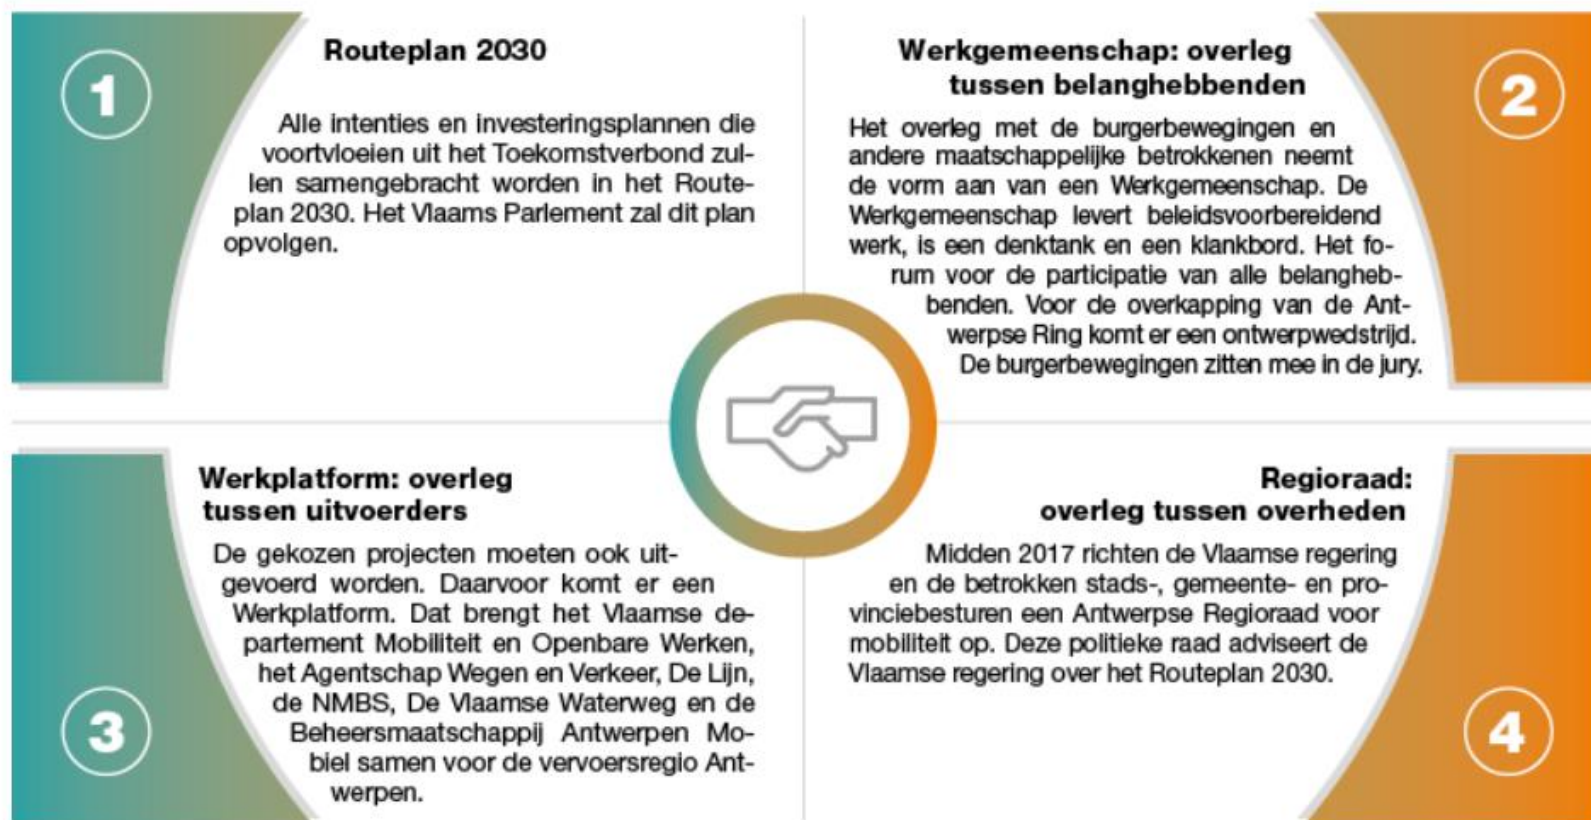 1
Routeplan 2030
Alle intenties en investeringsplannen die
voortvloeien uit het Toekomstverbond zul-
len samengebracht worden in het Route-
plan 2030. Het Vlaams Parlement zal dit plan
opvolgen.
2
Werkgemeenschap: overleg
tussen belanghebbenden
Het overleg met de burgerbewegingen en
andere maatschappelijke betrokkenen neemt
de vorm aan van een Werkgemeenschap. De
Werkgemeenschap levert beleidsvoorbereidend
werk, is een denktank en een klankbord. Het fo-
rum voor de participatie van alle belangheb-
benden. Voor de overkapping van de Ant-
werpse Ring komt er een ontwerpwedstrijd.
De burgerbewegingen zitten mee in de jury.
3
Werkplatform: overleg
tussen uitvoerders
De gekozen projecten moeten ook uit-
gevoerd worden. Daarvoor komt er een
Werkplatform. Dat brengt het Vlaamse de-
partement Mobiliteit en Openbare Werken,
het Agentschap Wegen en Verkeer, De Lijn,
de NMBS, De Vlaamse Waterweg en de
Beheersmaatschappij Antwerpen Mo-
biel samen voor de vervoersregio Ant-
werpen.
4
Regioraad:
overleg tussen overheden
Midden 2017 richten de Vlaamse regering
en de betrokken stads-, gemeente- en pro-
vinciebesturen een Antwerpse Regioraad voor
mobiliteit op. Deze politieke raad adviseert de
Vlaamse regering over het Routeplan 2030.